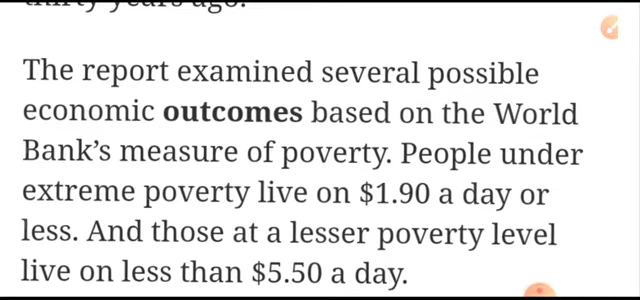 The report examined several possible
economic outcomes based on the World
Bank’s measure of poverty. People under
extreme poverty live on $1.90 a day or
less. And those at a lesser poverty level
live on less than $5.50 a day.